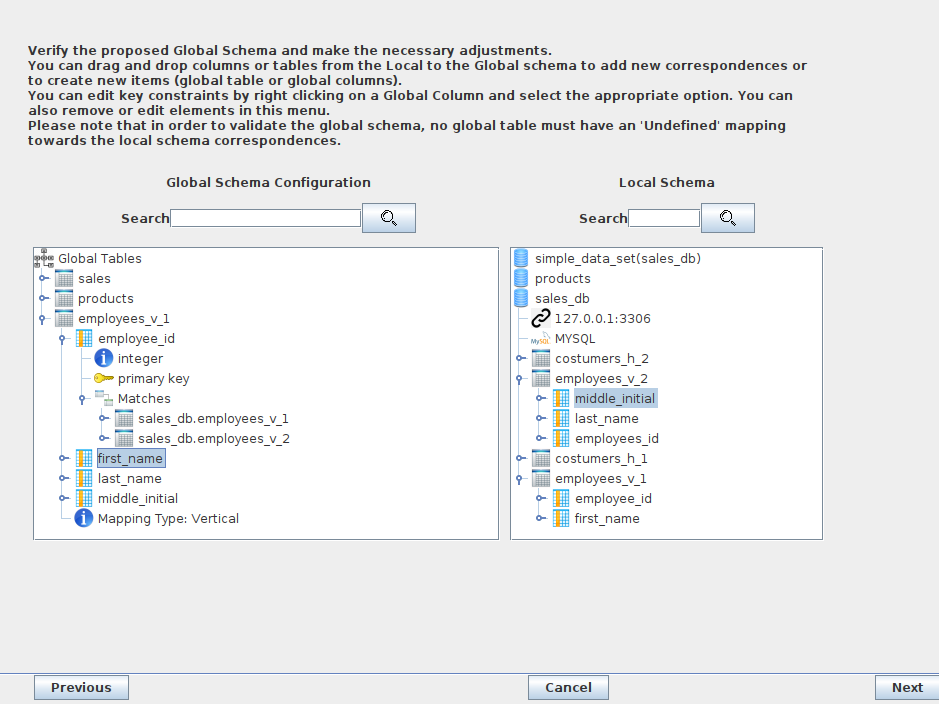 Verify the proposed Global Schema and make the necessary adjustments.
You can drag and drop columns or tables from the Local to the Global schema to add new correspondences or
to create new items (global table or global columns).
You can edit key constraints by right clicking on a Global Column and select the appropriate option. You can
also remove or edit elements in this menu.
Please note that in order to validate the global schema, no global table must have an 'Undefined' mapping
towards the local schema correspondences.
Global Schema Configuration
Search
Global Tables
sales
products
employees_v_1
employee_id
integer
primary key
Matches
sales_db.employees_v_1
sales_db.employees_v_2
first_name
last_name
middle_initial
Mapping Type: Vertical
Local Schema
Search
simple_data_set(sales_db)
products
sales_db
127.0.0.1:3306
MySQL
MYSQL
costumers_h_2
employees_v_2
middle_initial
last_name
employees_id
costumers_h_1
employees_v_1
employee_id
first_name
Previous
Cancel
Next